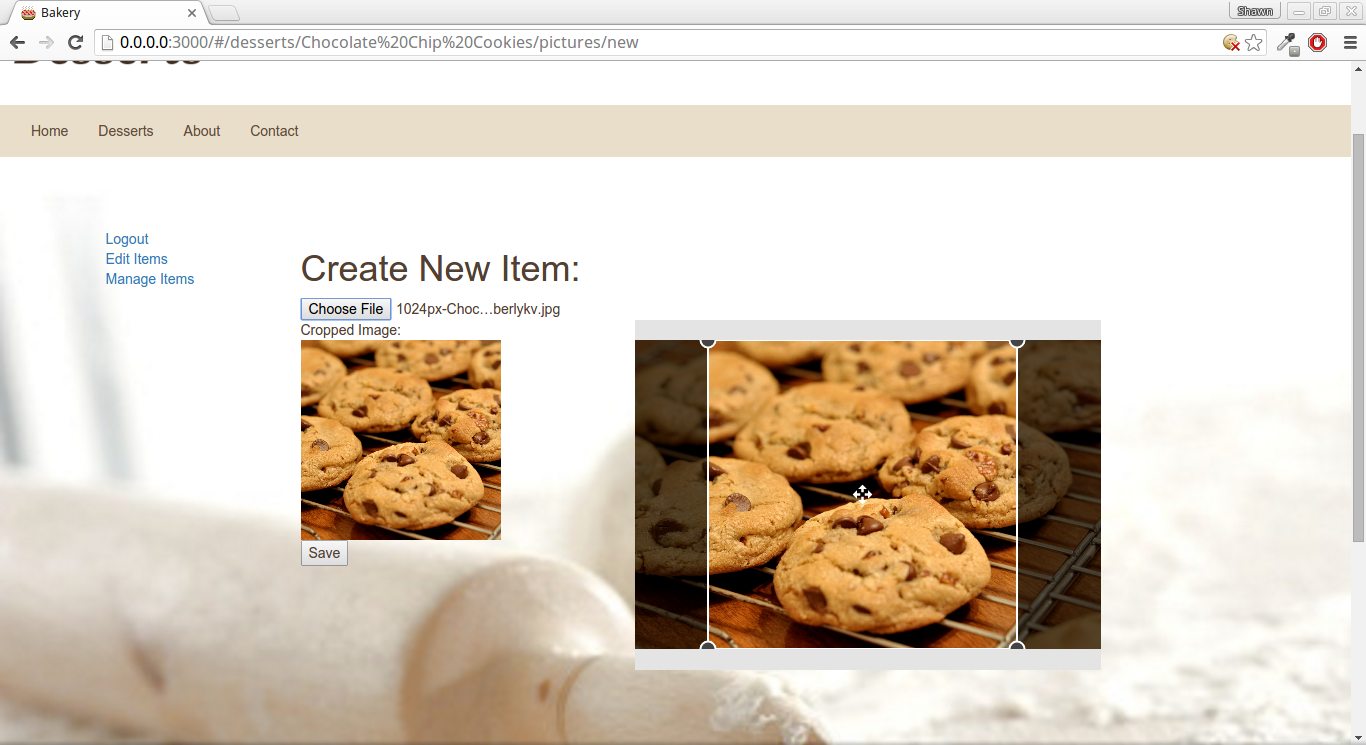 Bakery
Shawn
0.0.0.0:3000/#/desserts/Chocolate%20Chip%20Cookies/pictures/new
Desserts
Home Desserts About Contact
Logout
Edit Items
Manage Items
Create New Item:
Choose File 1024px-Choc...berlykv.jpg
Cropped Image:
Save